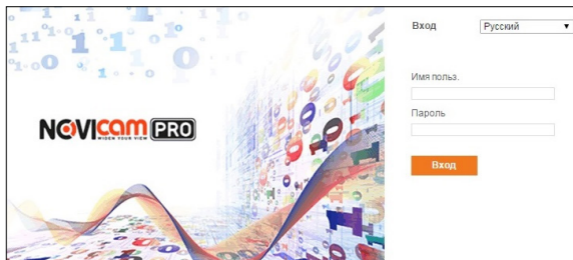 NOVICAM PRO
WIDEN YOUR VIEW
Вход
Русский
Имя польз.
Пароль
Вход